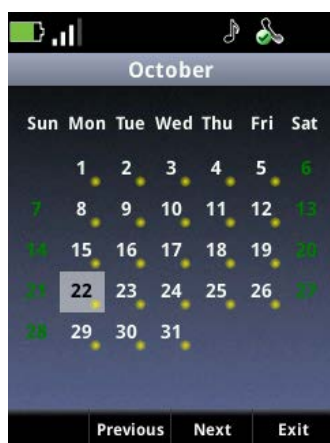 October
Sun Mon Tue Wed Thu Fri Sat
1 2 3 4 5 6
7 8 9 10 11 12 13
14 15 16 17 18 19 20
21 22 23 24 25 26 27
28 29 30 31
Previous Next Exit